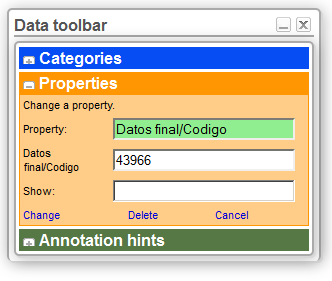 Data toolbar
Categories
Properties
Change a property.
Property: Datos final/Codigo
Datos
final/Codigo 43966
Show:
Change Delete Cancel
Annotation hints